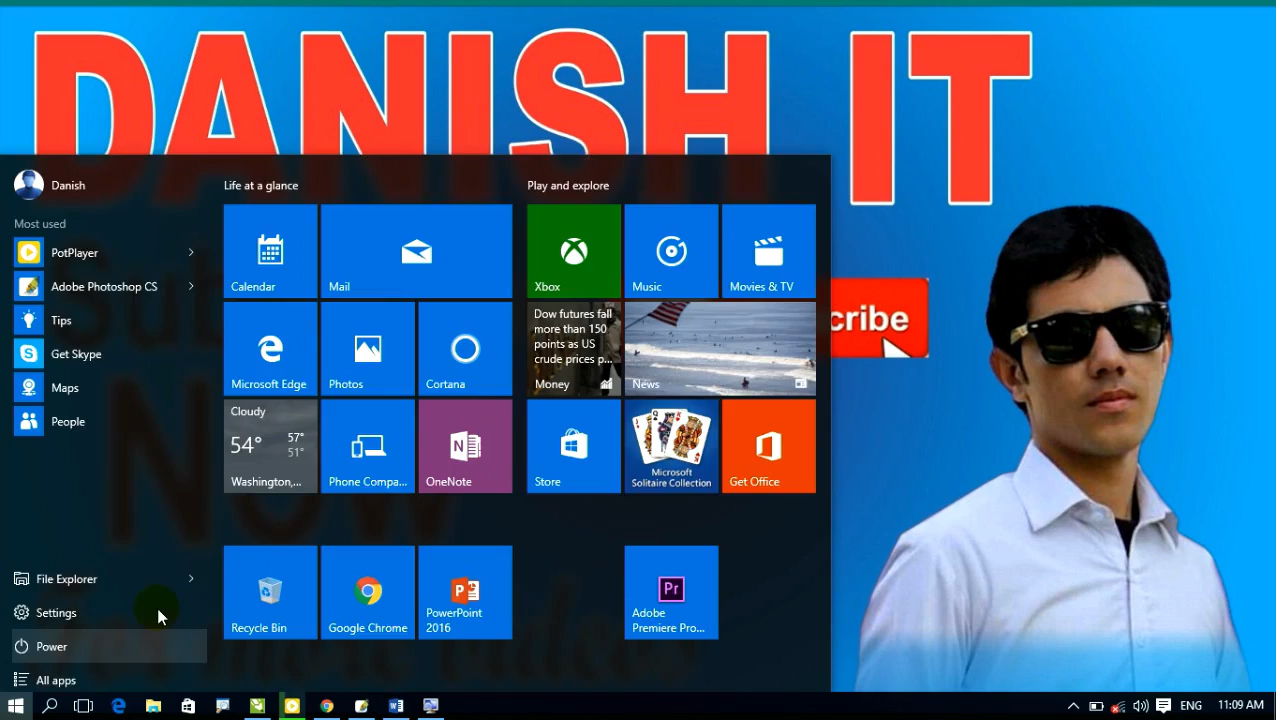 DANISH IT
Danish
Life at a glance
Play and explore
Most used
PotPlayer
Adobe Photoshop CS
Tips
Get Skype
Maps
People
Calendar
Mail
Xbox
Music
Movies & TV
Microsoft Edge
Photos
Cortana
Dow futures fall
more than 150
points as US
crude prices p...
Money
News
cribe
Cloudy
54°
57°
51°
Washington,...
Phone Compa...
OneNote
Store
Microsoft
Solitaire Collection
Get Office
File Explorer
Settings
Power
All apps
Recycle Bin
Google Chrome
PowerPoint
2016
Pr
Adobe
Premiere Pro...
ENG
11:09 AM